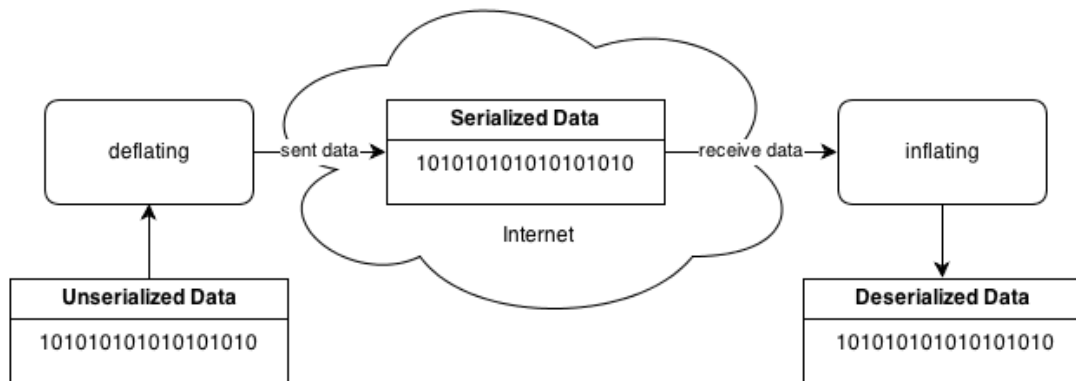 deflating
sent data
Serialized Data
101010101010101010
Internet
receive data
inflating
Unserialized Data
101010101010101010
Deserialized Data
101010101010101010